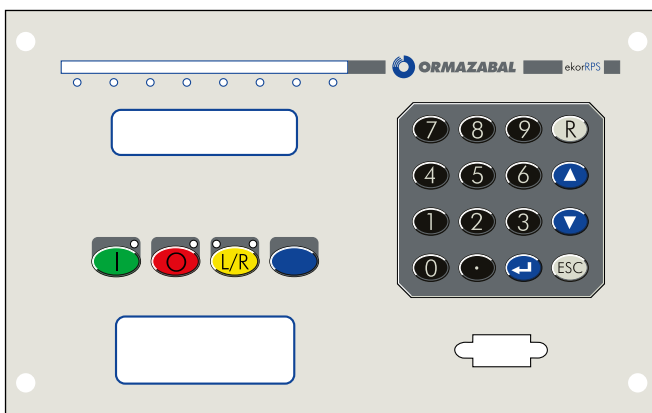 ORMAZABAL ekorRPS
7 8 9 R
4 5 6
1 2 3
I O L/R
0 . ESC